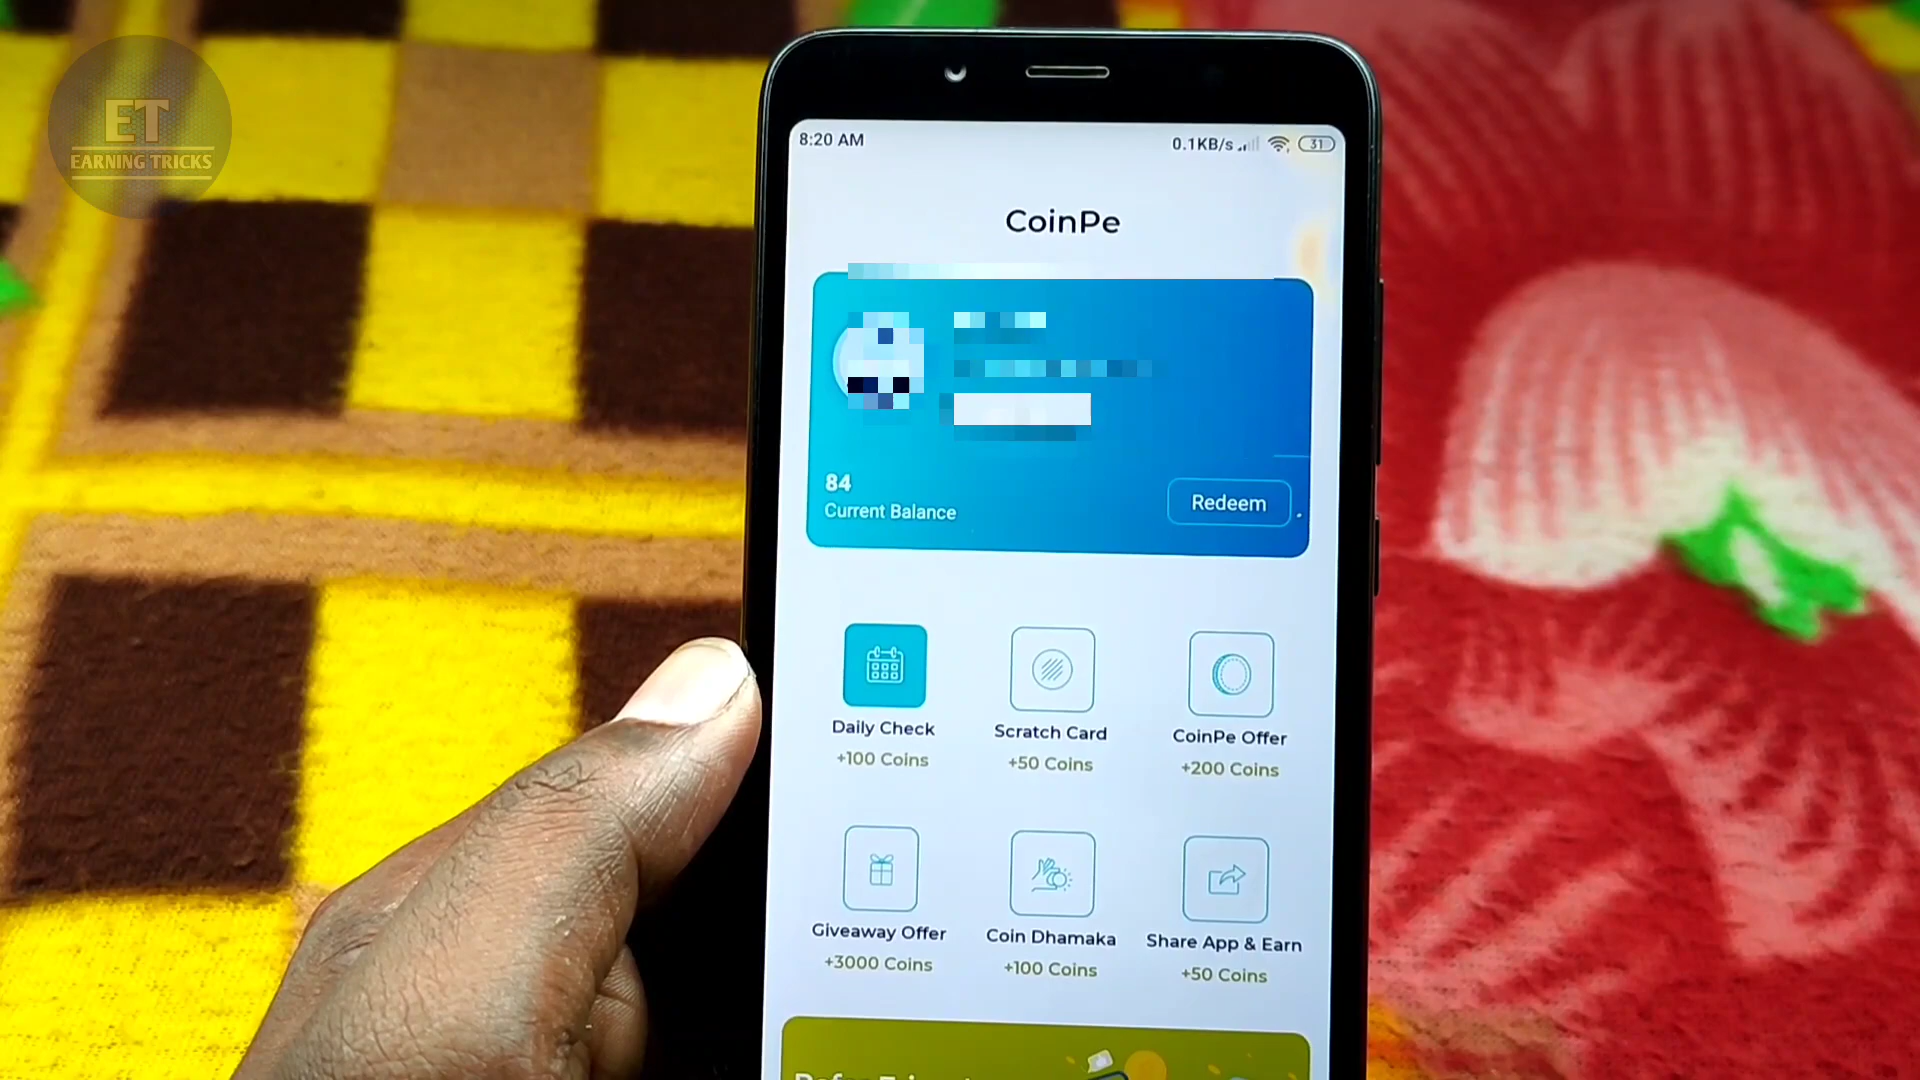 ET
EARNING TRICKS
8:20 AM
0.1KB/s
31
CoinPe
84
Current Balance
Redeem
Daily Check
+100 Coins
Scratch Card
+50 Coins
CoinPe Offer
+200 Coins
Giveaway Offer
+3000 Coins
Coin Dhamaka
+100 Coins
Share App & Earn
+50 Coins